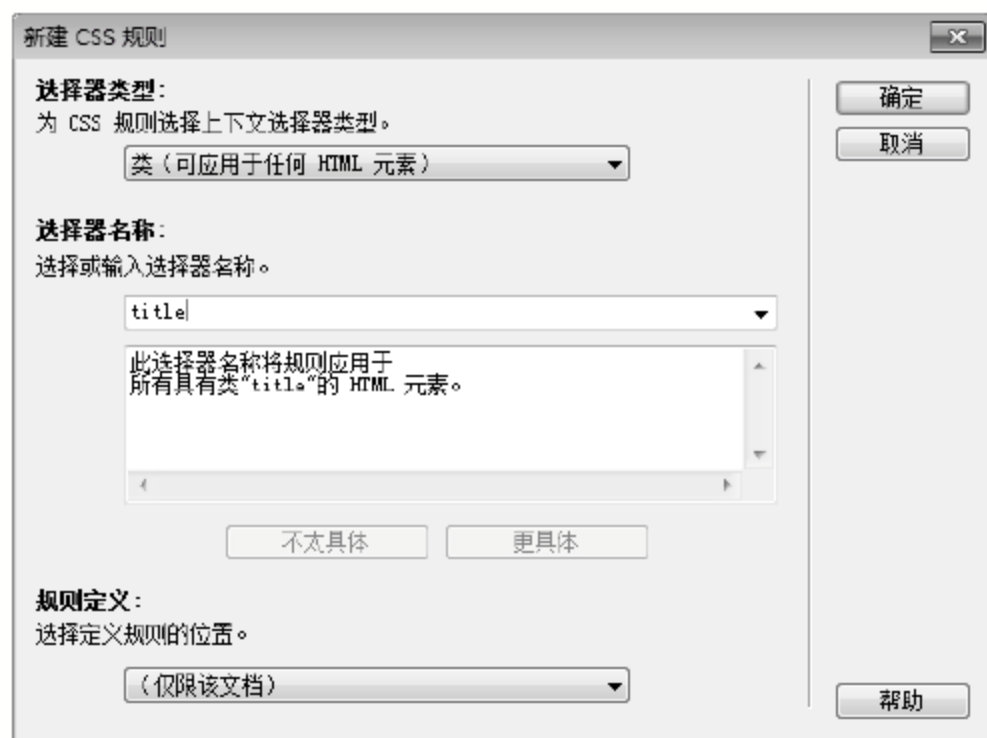 新建 CSS 规则
选择器类型:
为 CSS 规则选择上下文选择器类型。
类（可应用于任何 HTML 元素）
确定
取消
选择器名称:
选择或输入选择器名称。
title
此选择器名称将规则应用于
所有具有类“title”的 HTML 元素。
不太具体
更具体
规则定义:
选择定义规则的位置。
（仅限该文档）
帮助